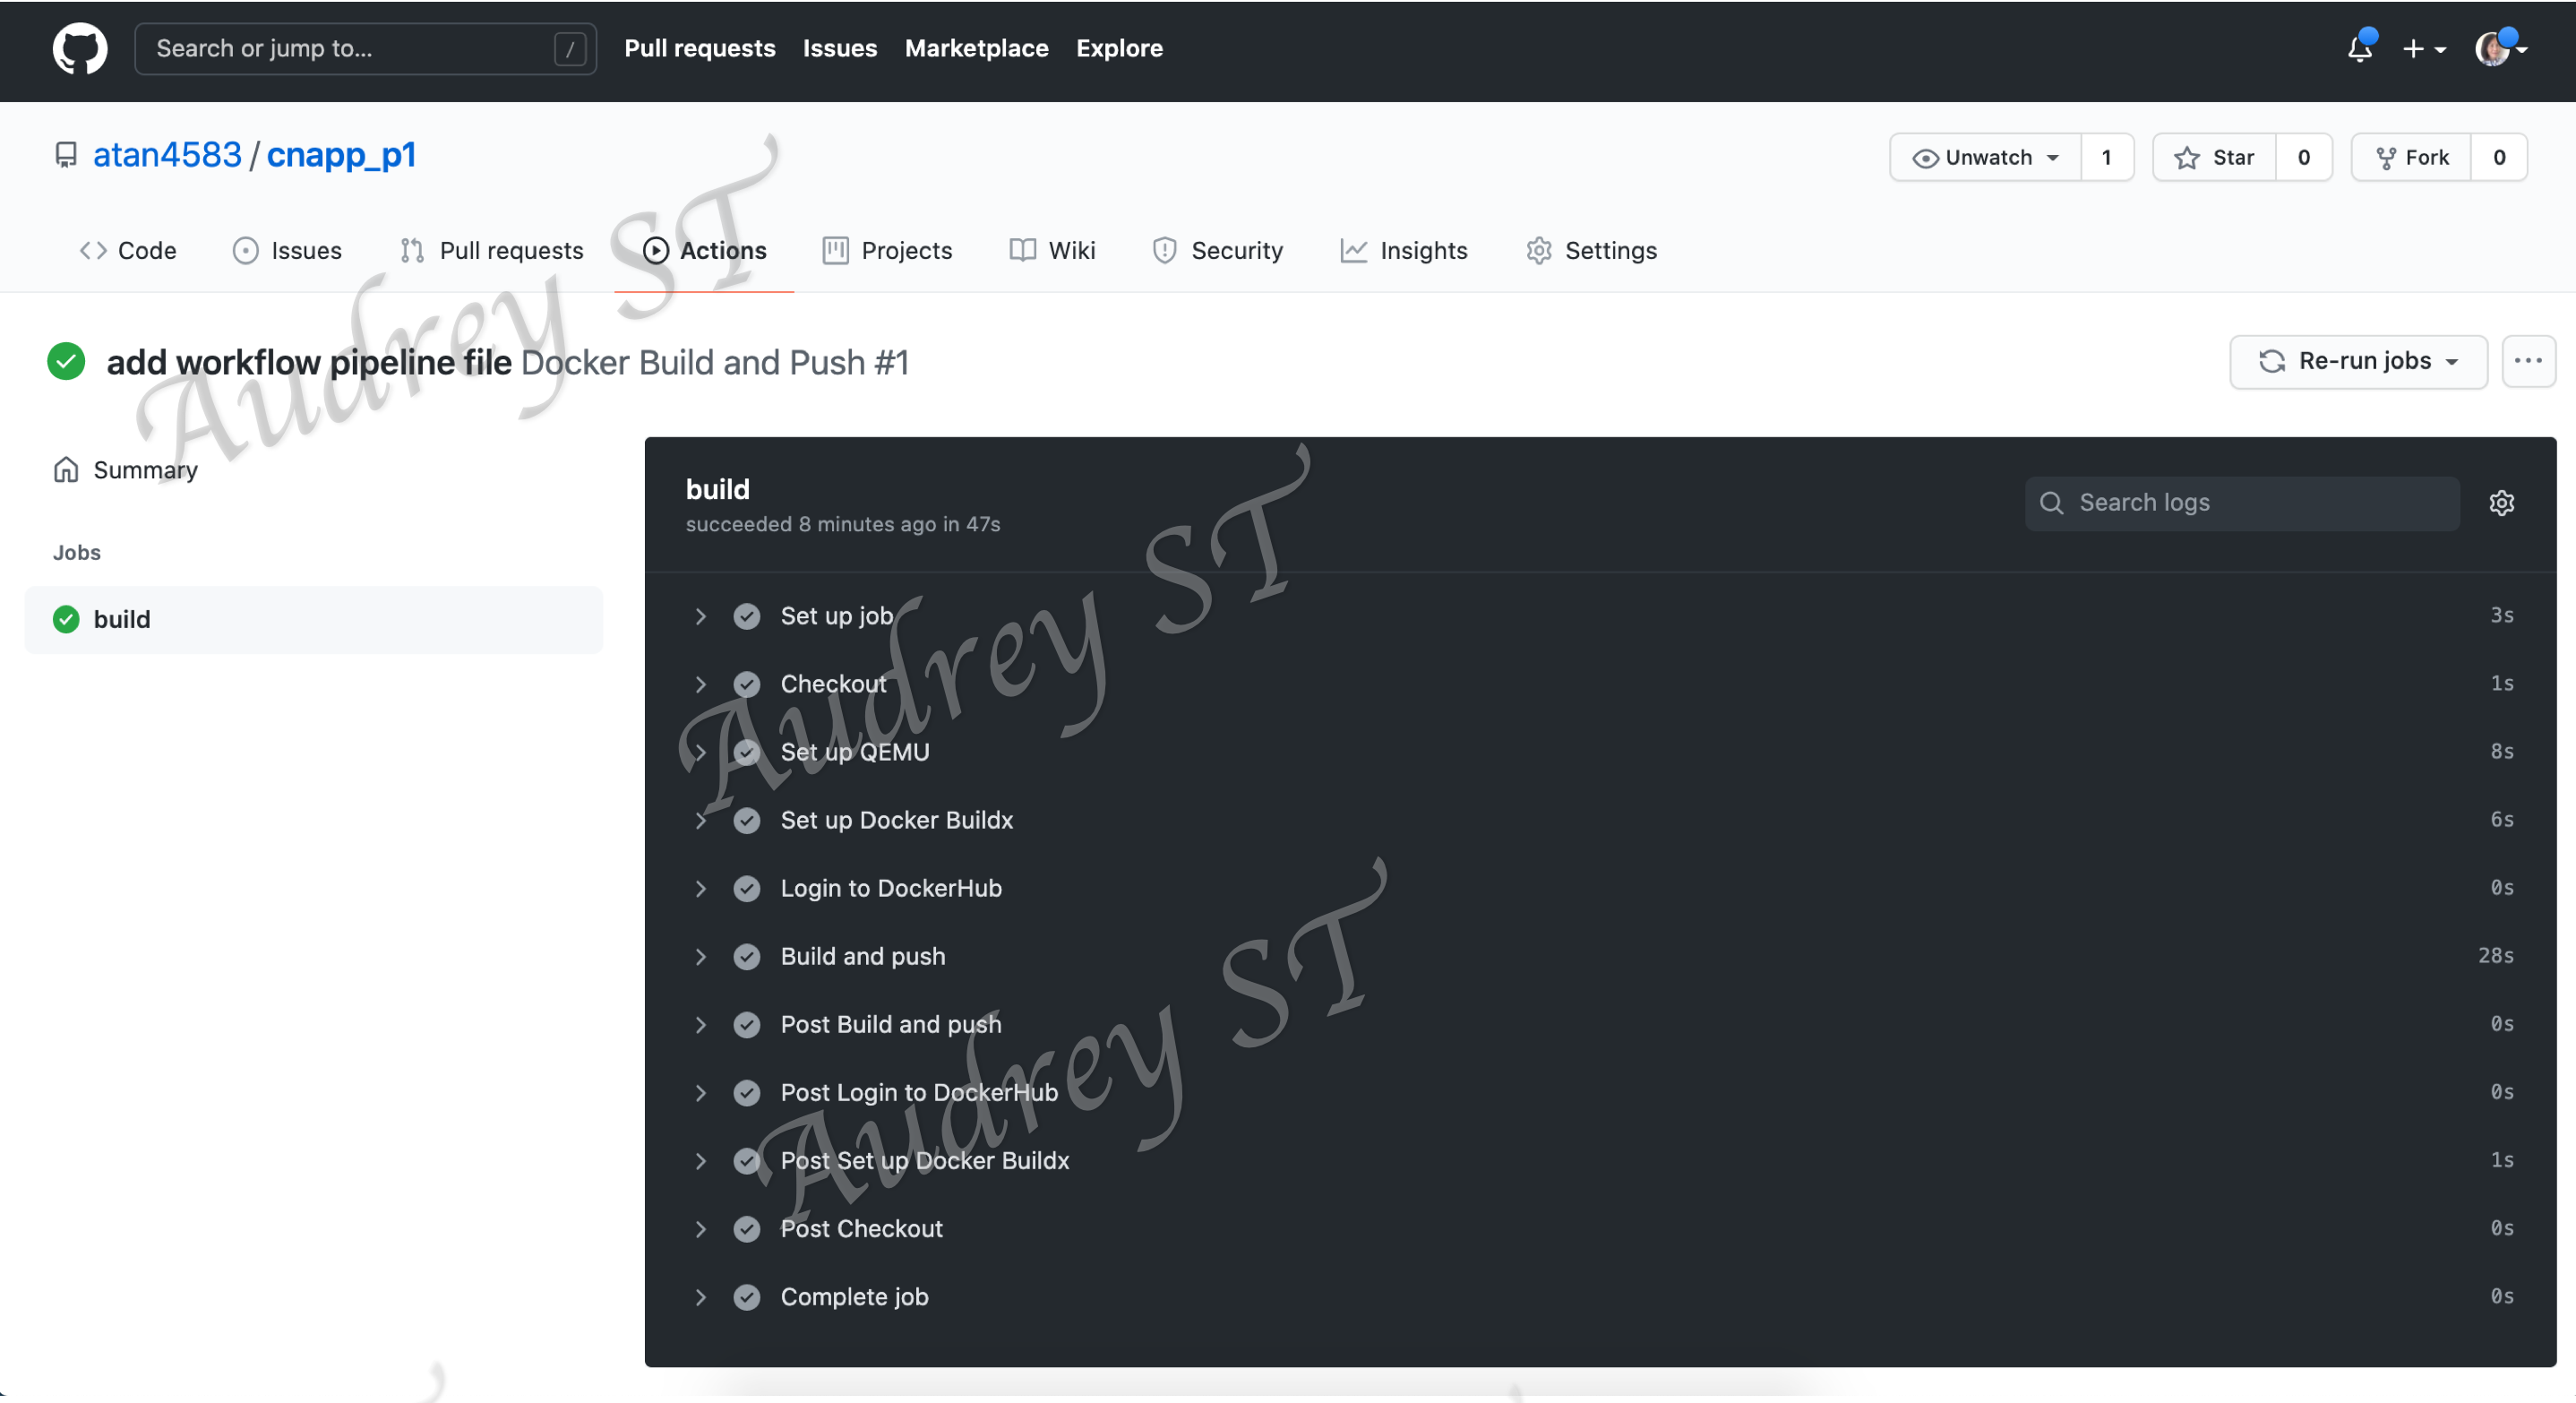 Search or jump to... / Pull requests Issues Marketplace Explore
atan4583 / cnapp_p1 Unwatch 1 Star 0 Fork 0
Code Issues Pull requests Actions Projects Wiki Security Insights Settings
add workflow pipeline file Docker Build and Push #1 Re-run jobs
Audrey ST
Summary
Jobs
build
build Search logs
succeeded 8 minutes ago in 47s
Set up job 3s
Checkout 1s
Audrey ST
Set up QEMU 8s
Set up Docker Buildx 6s
Login to DockerHub 0s
Build and push 28s
Post Build and push 0s
Post Login to DockerHub 0s
Audrey ST
Post Set up Docker Buildx 1s
Post Checkout 0s
Complete job 0s